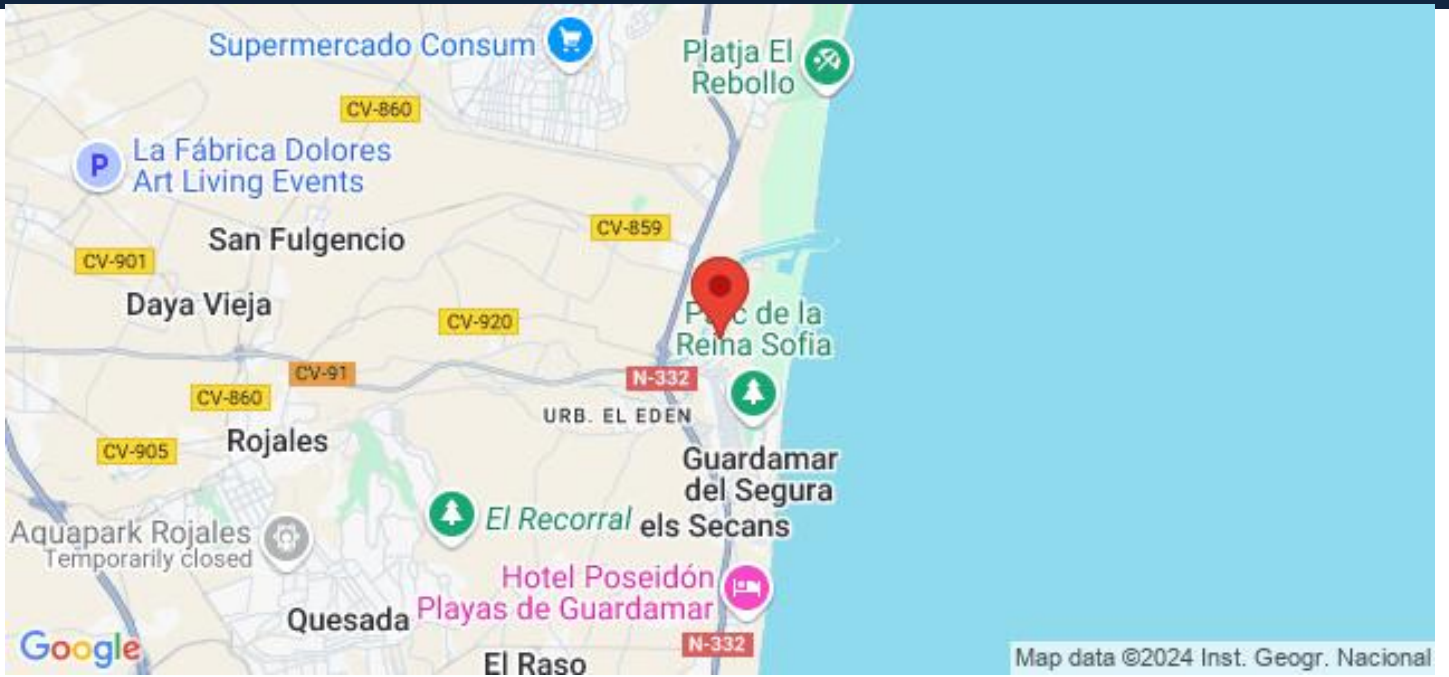 Supermercado Consum
Platja El
Rebollo
CV-860
La Fábrica Dolores
Art Living Events
P
San Fulgencio
CV-859
CV-901
Daya Vieja
CV-920
Parc de la
Reina Sofia
CV-91
N-332
CV-860
URB. EL EDEN
Rojales
CV-905
Guardamar
del Segura
El Recorral
els Secans
Aquapark Rojales
Temporarily closed
Hotel Poseidón
Playas de Guardamar
Quesada
N-332
El Raso
Google
Map data ©2024 Inst. Geogr. Nacional